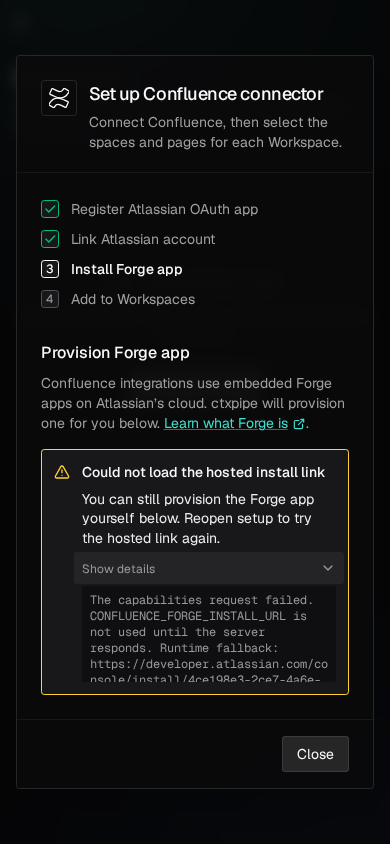 Set up Confluence connector
Connect Confluence, then select the
spaces and pages for each Workspace.
Register Atlassian OAuth app
Link Atlassian account
3 Install Forge app
4 Add to Workspaces
Provision Forge app
Confluence integrations use embedded Forge
apps on Atlassian's cloud. ctxpipe will provision
one for you below. Learn what Forge is.
Could not load the hosted install link
You can still provision the Forge app
yourself below. Reopen setup to try
the hosted link again.
Show details
The capabilities request failed.
CONFLUENCE_FORGE_INSTALL_URL is
not used until the server
responds. Runtime fallback:
https://developer.atlassian.com/co
nsole/install/4ce198e3-2ce7-4a6e-
Close